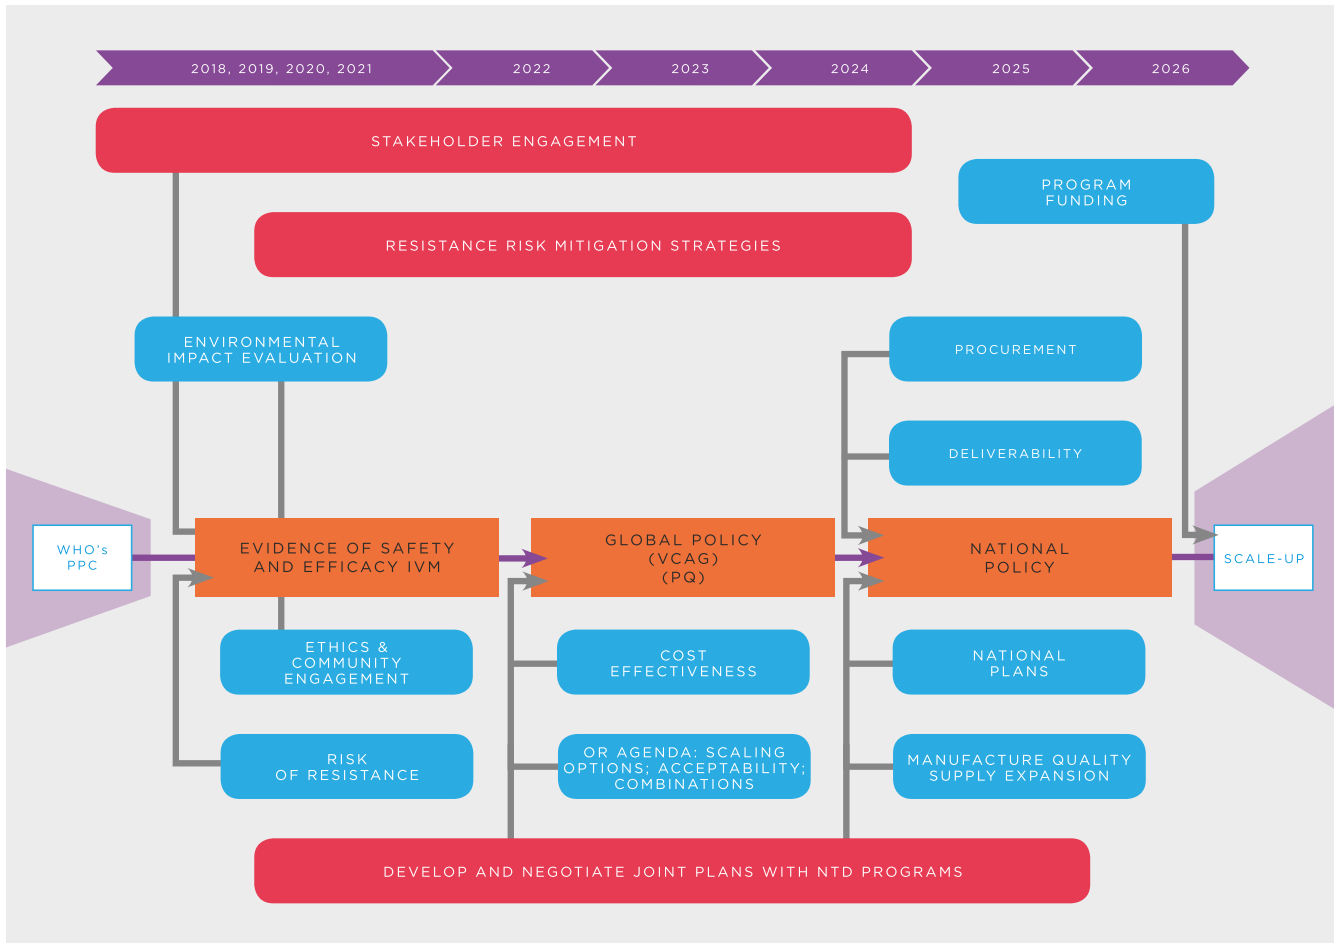 2018, 2019, 2020, 2021
2022
2023
2024
2025
2026
STAKEHOLDER ENGAGEMENT
PROGRAM
FUNDING
RESISTANCE RISK MITIGATION STRATEGIES
ENVIRONMENTAL
IMPACT EVALUATION
PROCUREMENT
DELIVERABILITY
WHO's
PPC
EVIDENCE OF SAFETY
AND EFFICACY IVM
GLOBAL POLICY
(VCAG)
(PQ)
NATIONAL
POLICY
SCALE-UP
ETHICS &
COMMUNITY
ENGAGEMENT
COST
EFFECTIVENESS
NATIONAL
PLANS
RISK
OF RESISTANCE
OR AGENDA: SCALING
OPTIONS; ACCEPTABILITY;
COMBINATIONS
MANUFACTURE QUALITY
SUPPLY EXPANSION
DEVELOP AND NEGOTIATE JOINT PLANS WITH NTD PROGRAMS